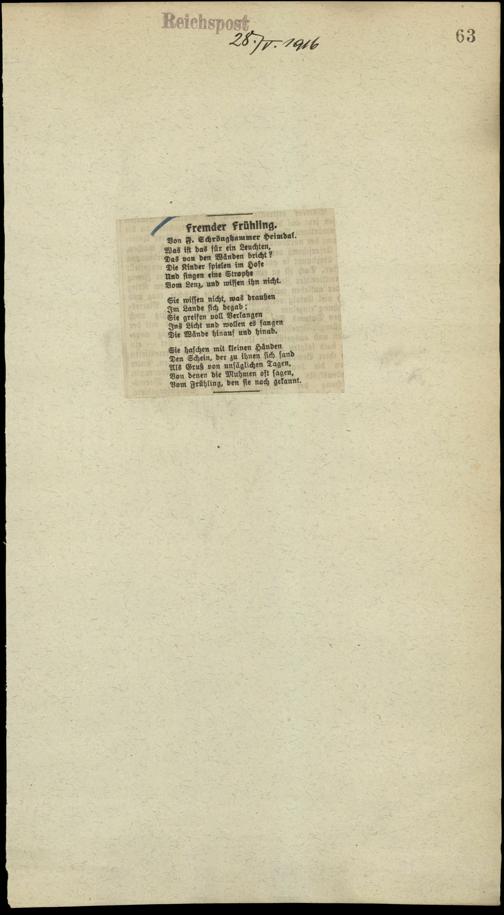 Reichspost
28./V. 1916
63
Fremder Frühling.
Von F. Schrönghammer Heimdal.
Was ist das für ein Leuchten,
Das von den Wänden bricht?
Die Kinder spielen im Hofe
Und singen eine Strophe
Vom Lenz, und wissen ihn nicht.
Sie wissen nicht, was draußen
Im Lande sich begab;
Sie greifen voll Verlangen
Ins Licht und wollen es fangen
Die Wände hinauf und hinab.
Sie haschen mit kleinen Händen
Den Schein, der zu ihnen sich fand
Als Gruß von unsäglichen Tagen,
Von denen die Muhmen oft sagen,
Vom Frühling, den sie noch gekannt.